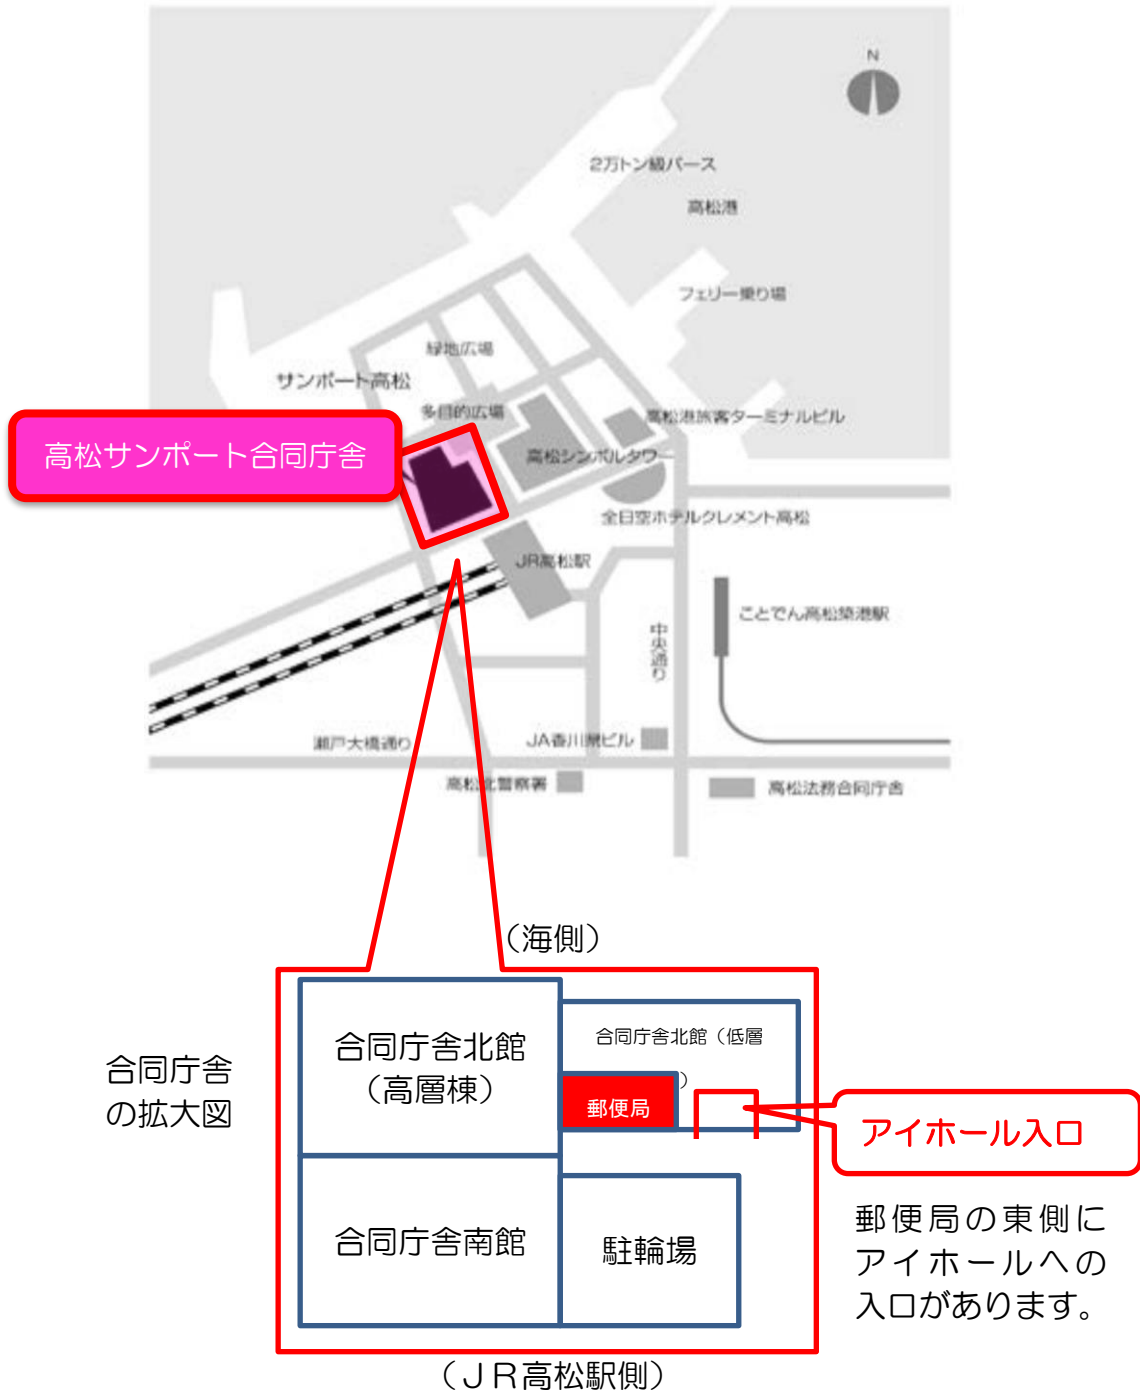 N
2万トン級バース
高松港
フェリー乗り場
緑地広場
サンポート高松
多目的広場
高松港旅客ターミナルビル
高松サンポート合同庁舎
高松シンボルタワー
全日空ホテルクレメント高松
JR高松駅
ことでん高松築港駅
中央通り
瀬戸大橋通り
JA香川県ビル
高松北警察署
高松法務合同庁舎
（海側）
合同庁舎
の拡大図
合同庁舎北館
（高層棟）
合同庁舎北館（低層
）
郵便局
アイホール入口
合同庁舎南館
駐輪場
郵便局の東側に
アイホールへの
入口があります。
（ＪＲ高松駅側）